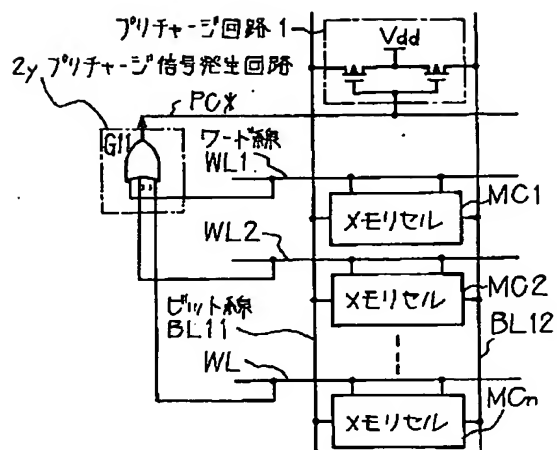 プリチャージ回路1
Vdd
2y プリチャージ信号発生回路
PC*
G11
ワード線
WL1
メモリセル
MC1
WL2
メモリセル
MC2
ビット線
BL11
BL12
WL
メモリセル
MCn